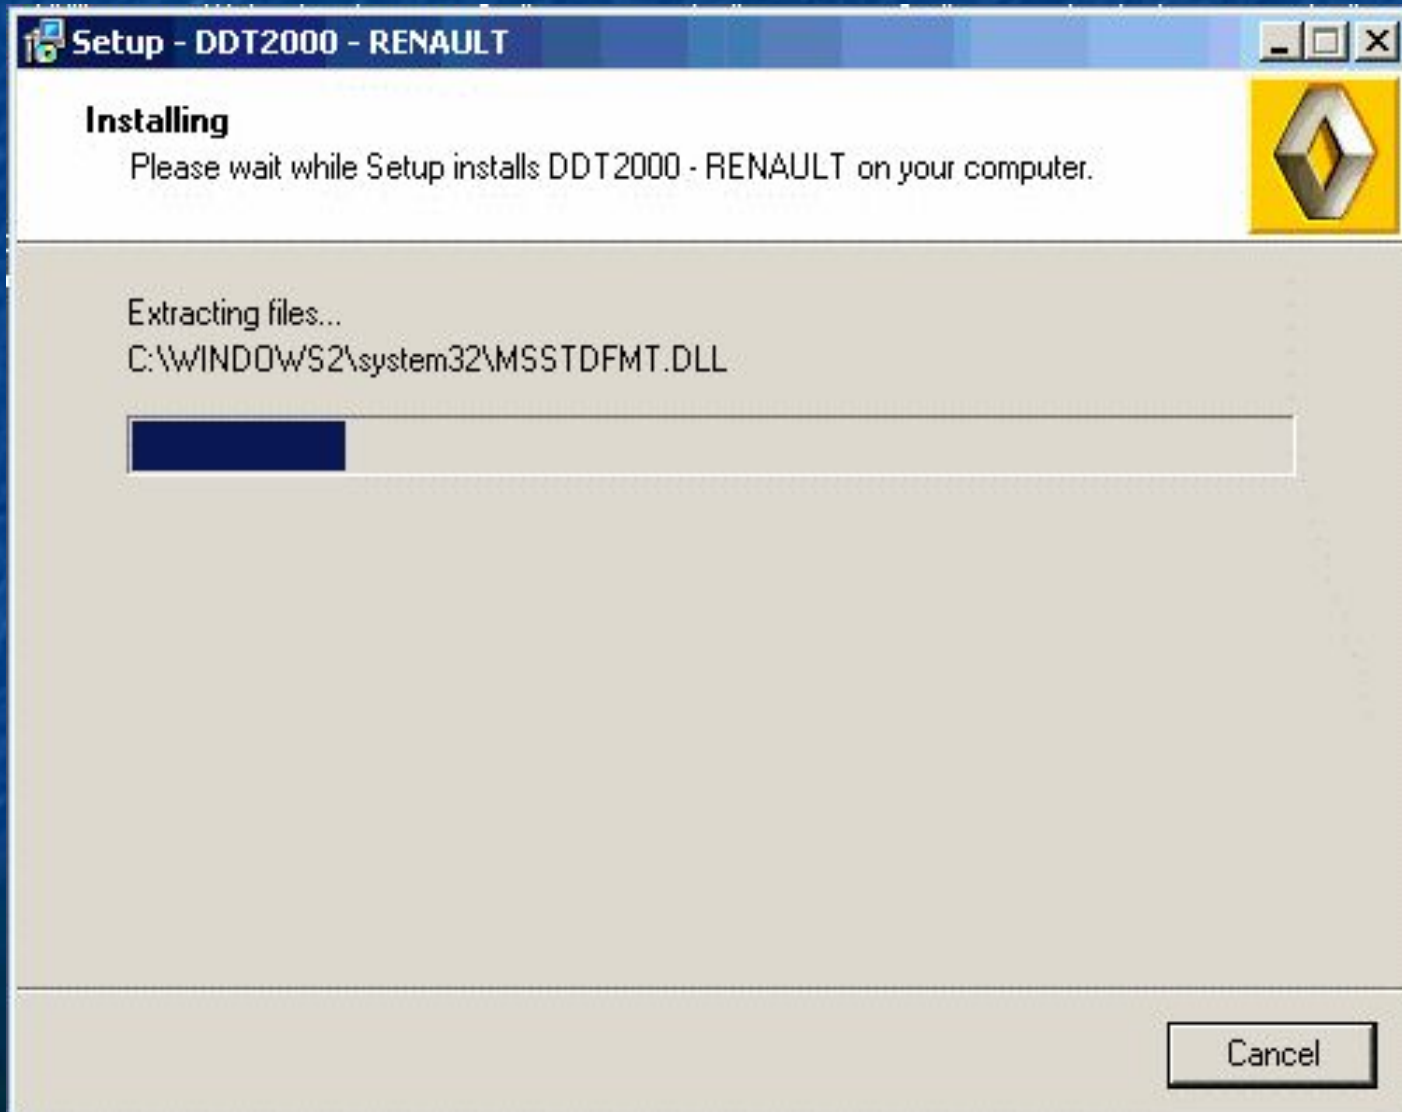 Setup - DDT2000 - RENAULT
Installing
Please wait while Setup installs DDT2000 - RENAULT on your computer.
Extracting files...
C:\WINDOWS2\system32\MSSTDFMT.DLL
Cancel